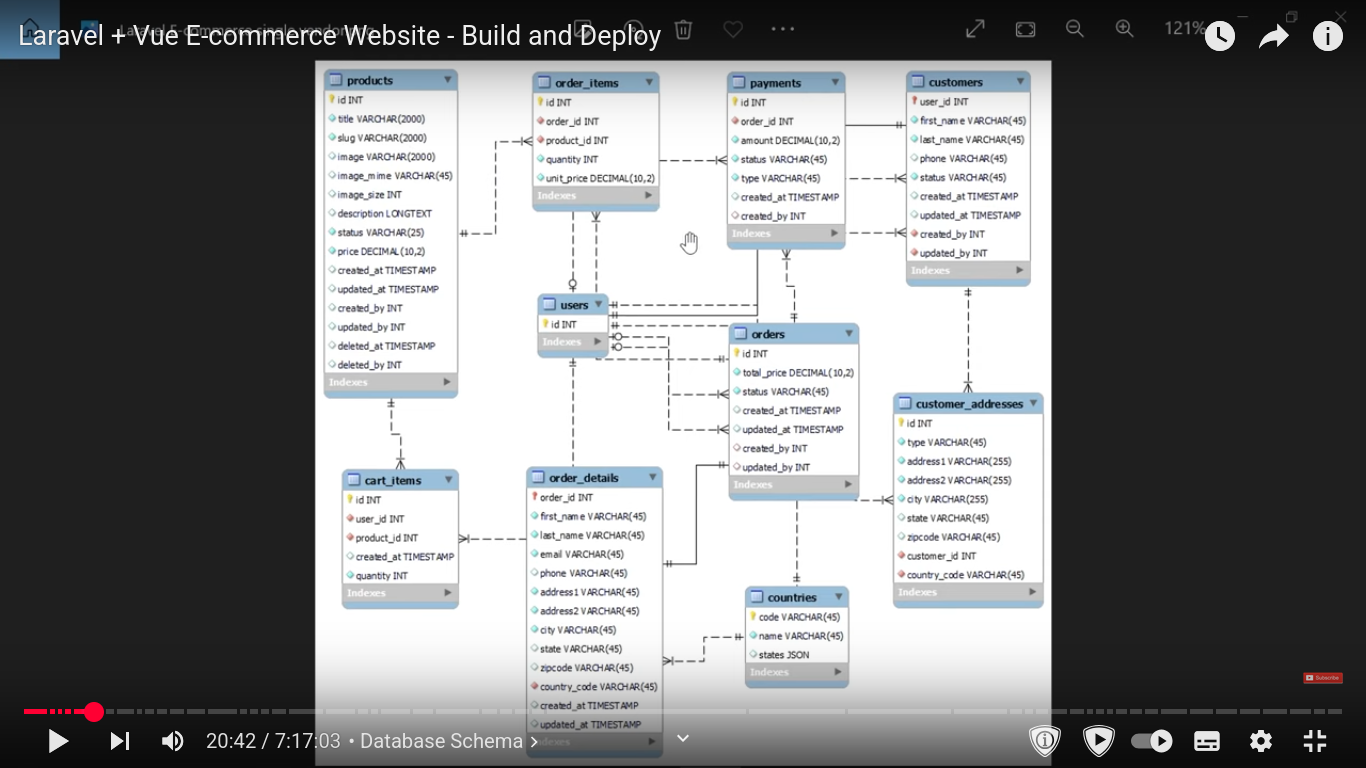 Laravel + Vue E-commerce Website - Build and Deploy
121%
products
id INT
title VARCHAR(2000)
slug VARCHAR(2000)
image VARCHAR(2000)
image_mime VARCHAR(45)
image_size INT
description LONGTEXT
status VARCHAR(25)
price DECIMAL(10,2)
created_at TIMESTAMP
updated_at TIMESTAMP
created_by INT
updated_by INT
deleted_at TIMESTAMP
deleted_by INT
Indexes
order_items
id INT
order_id INT
product_id INT
quantity INT
unit_price DECIMAL(10,2)
Indexes
payments
id INT
order_id INT
amount DECIMAL(10,2)
status VARCHAR(45)
type VARCHAR(45)
created_at TIMESTAMP
created_by INT
Indexes
customers
user_id INT
first_name VARCHAR(45)
last_name VARCHAR(45)
phone VARCHAR(45)
status VARCHAR(45)
created_at TIMESTAMP
updated_at TIMESTAMP
created_by INT
updated_by INT
Indexes
users
id INT
Indexes
orders
id INT
total_price DECIMAL(10,2)
status VARCHAR(45)
created_at TIMESTAMP
updated_at TIMESTAMP
created_by INT
updated_by INT
Indexes
customer_addresses
id INT
type VARCHAR(45)
address1 VARCHAR(255)
address2 VARCHAR(255)
city VARCHAR(255)
state VARCHAR(45)
zipcode VARCHAR(45)
customer_id INT
country_code VARCHAR(45)
Indexes
cart_items
id INT
user_id INT
product_id INT
created_at TIMESTAMP
quantity INT
Indexes
order_details
order_id INT
first_name VARCHAR(45)
last_name VARCHAR(45)
email VARCHAR(45)
phone VARCHAR(45)
address1 VARCHAR(45)
address2 VARCHAR(45)
city VARCHAR(45)
state VARCHAR(45)
zipcode VARCHAR(45)
country_code VARCHAR(45)
created_at TIMESTAMP
updated_at TIMESTAMP
Indexes
countries
code VARCHAR(45)
name VARCHAR(45)
states JSON
Indexes
Subscribe
20:42 / 7:17:03 • Database Schema